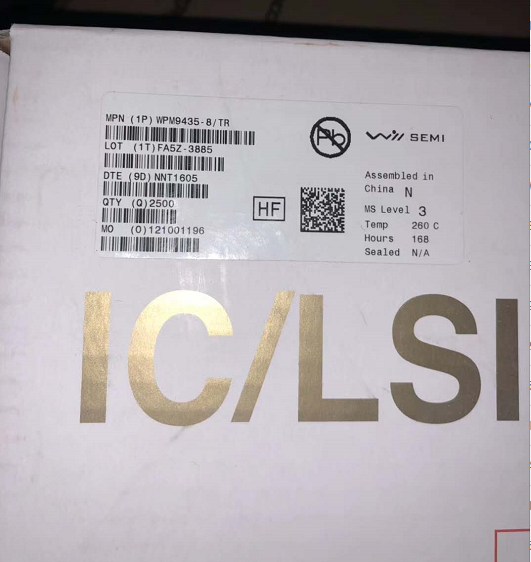 MPN (1P) WPM9435-8/TR
LOT (1T)FA5Z-3885
DTE (9D)NNT1605
QTY (Q)2500
MO (0)121001196
Pb
HF
Will SEMI
Assembled in
China N
MS Level 3
Temp 260 C
Hours 168
Sealed N/A
IC/LSI